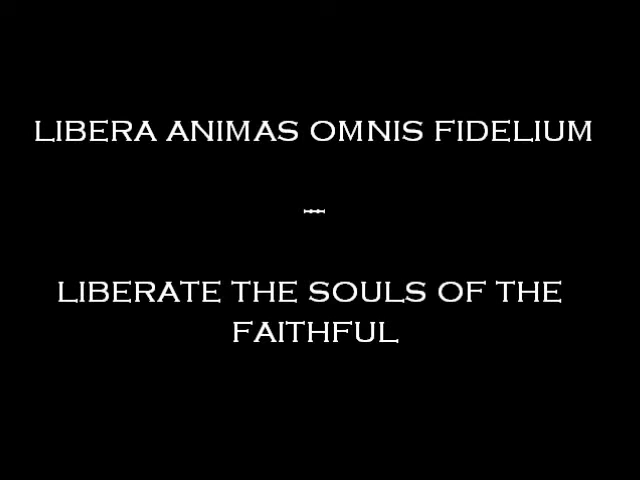 LIBERA ANIMAS OMNIS FIDELIUM
---
LIBERATE THE SOULS OF THE
FAITHFUL